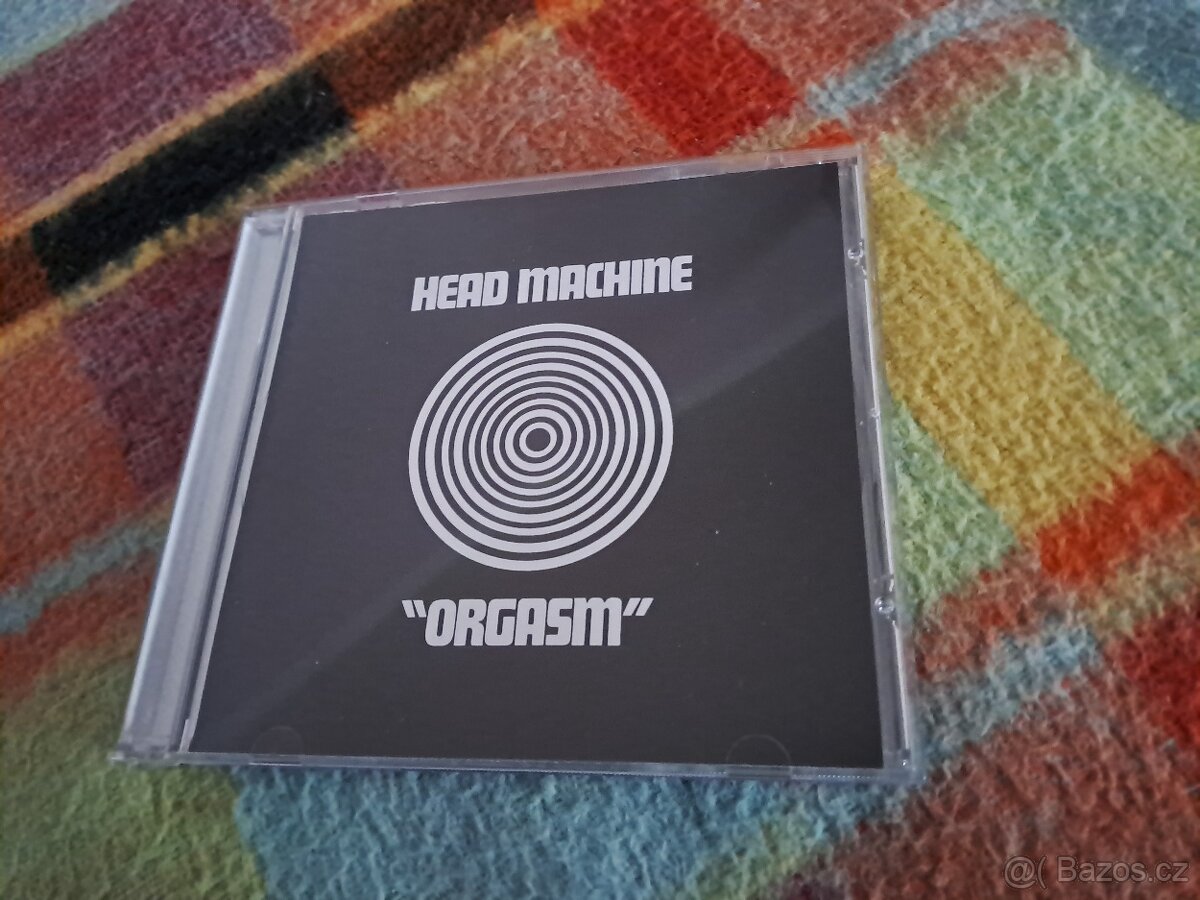 HEAD MACHINE
"ORGASM"
@( Bazos.cz